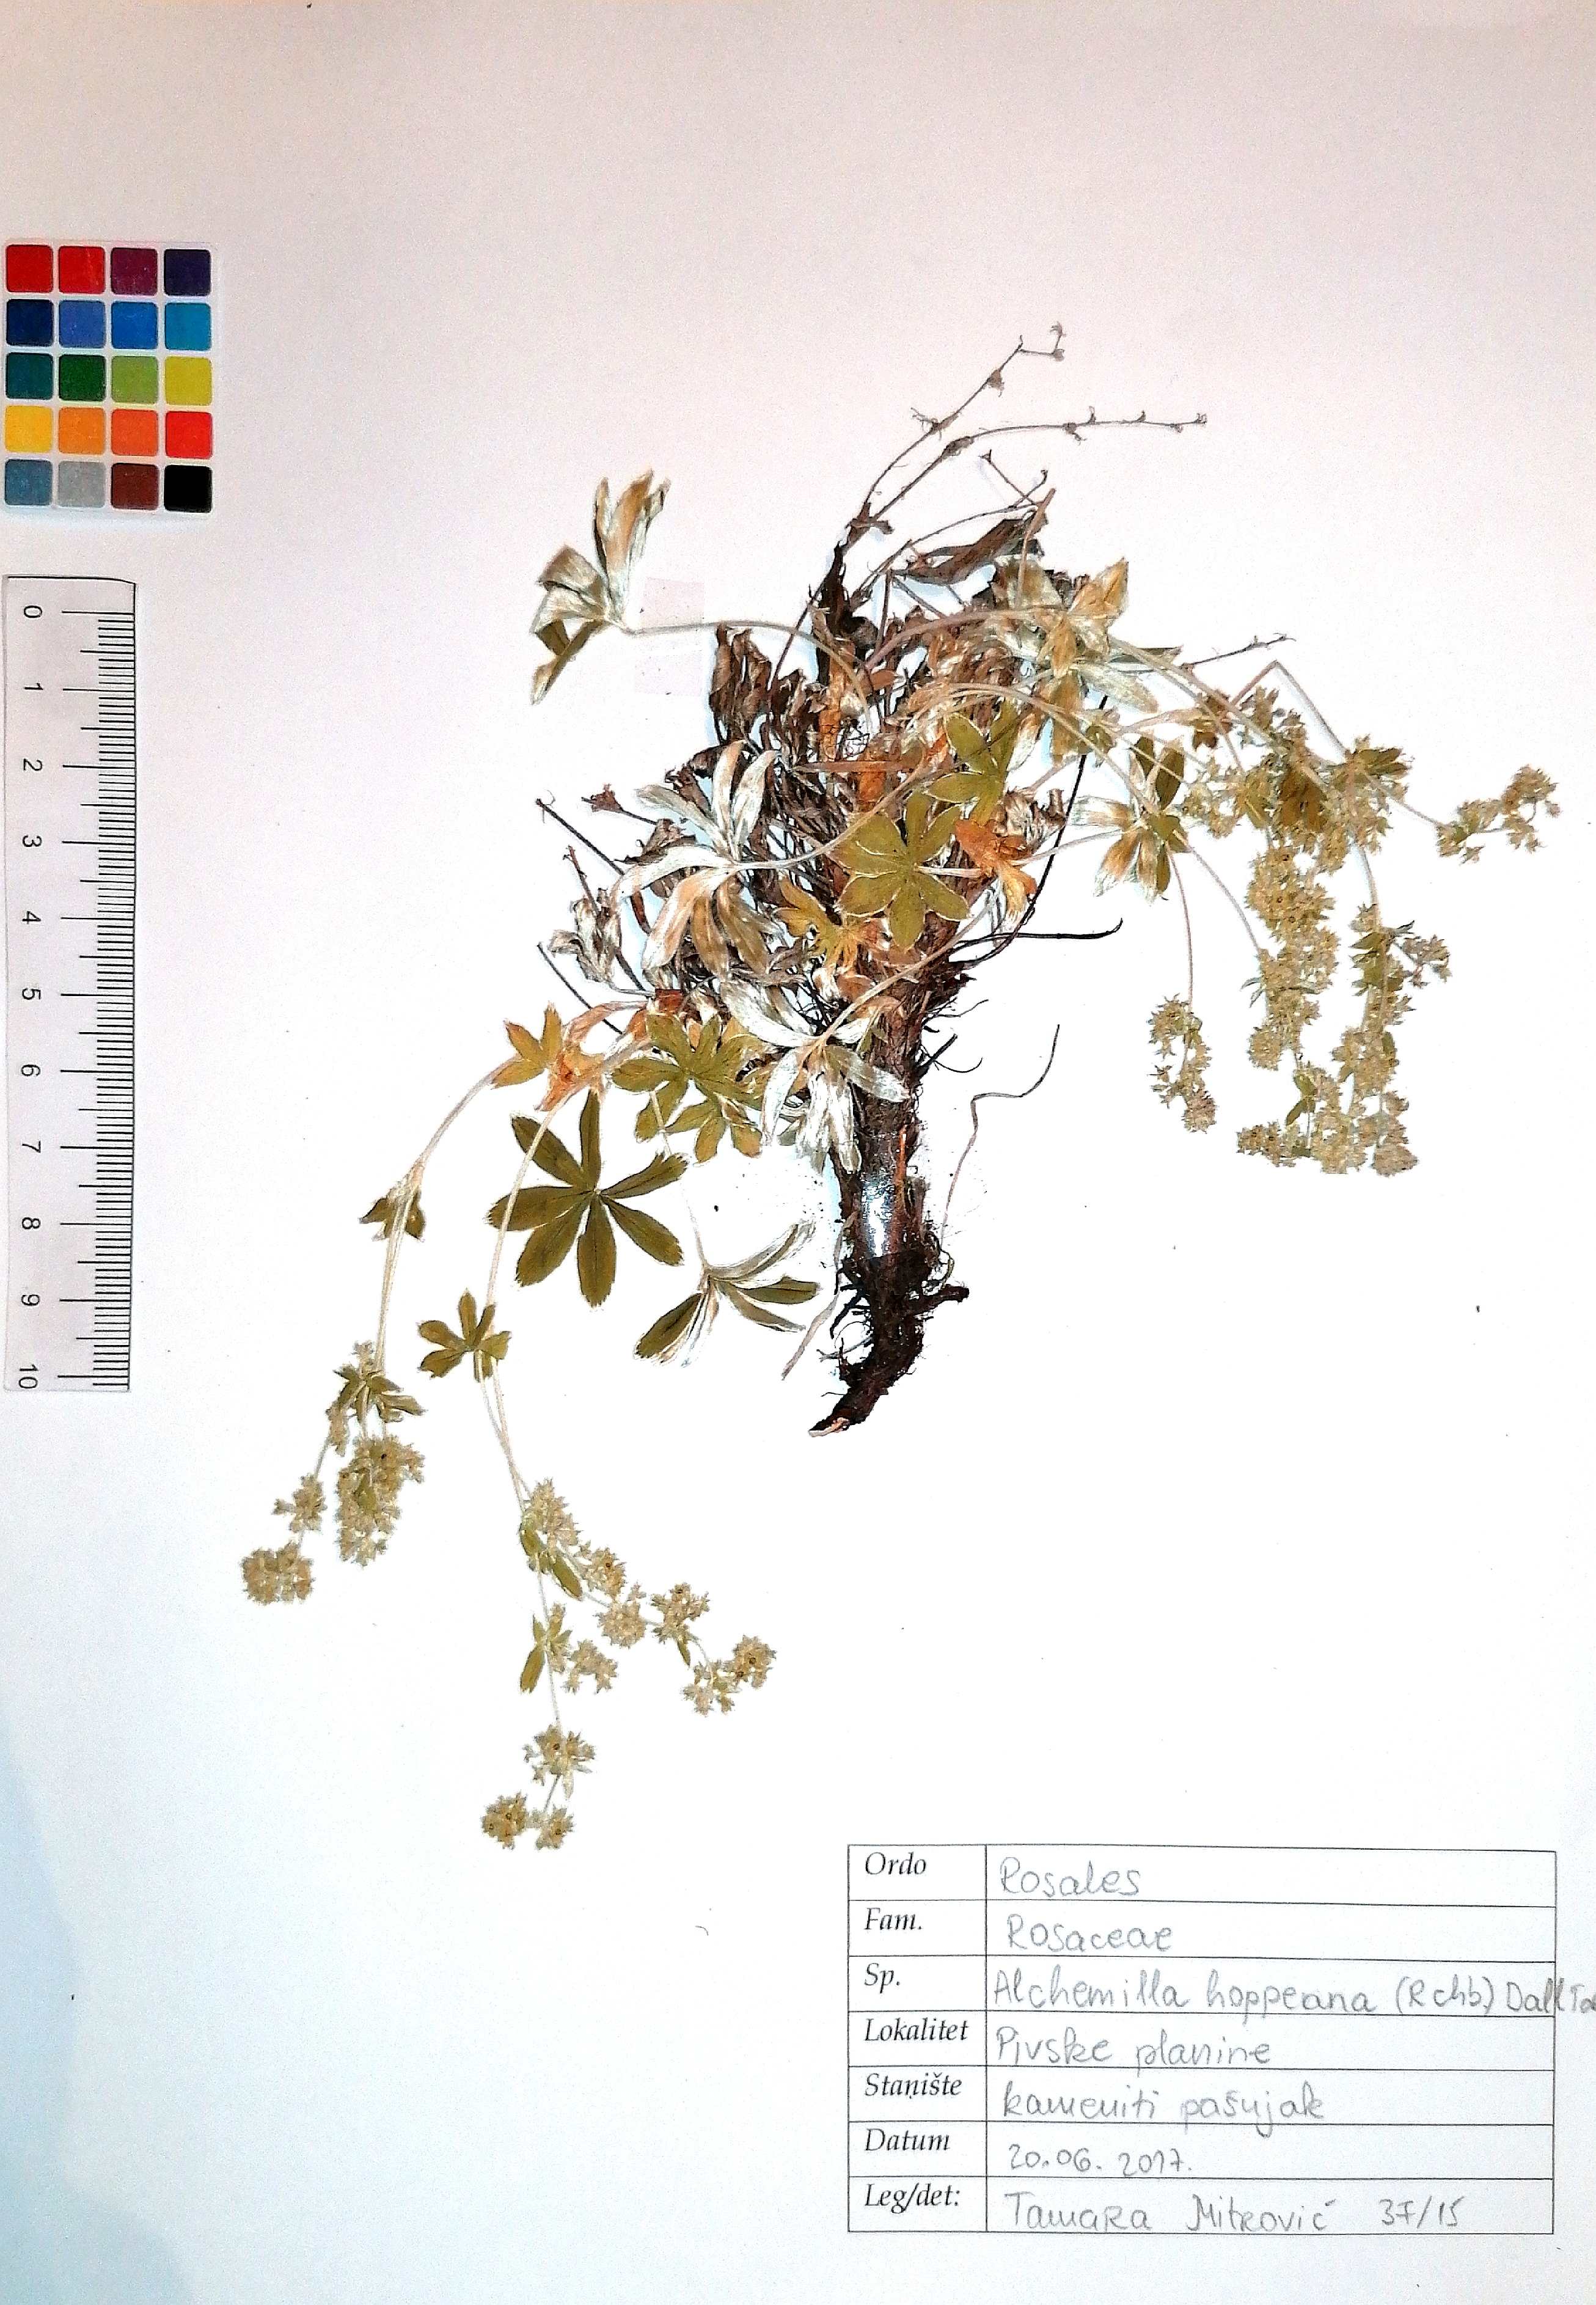 0
1
2
3
4
5
6
7
8
9
10
Ordo Rosales
Fam. Rosaceae
Sp. Alchemilla hoppeana (Rchb) Dall
Lokalitet Pivske planine
Stanište kameniti pašnjak
Datum 20.06. 2017.
Leg/det: Tamara Mitrović 37/15